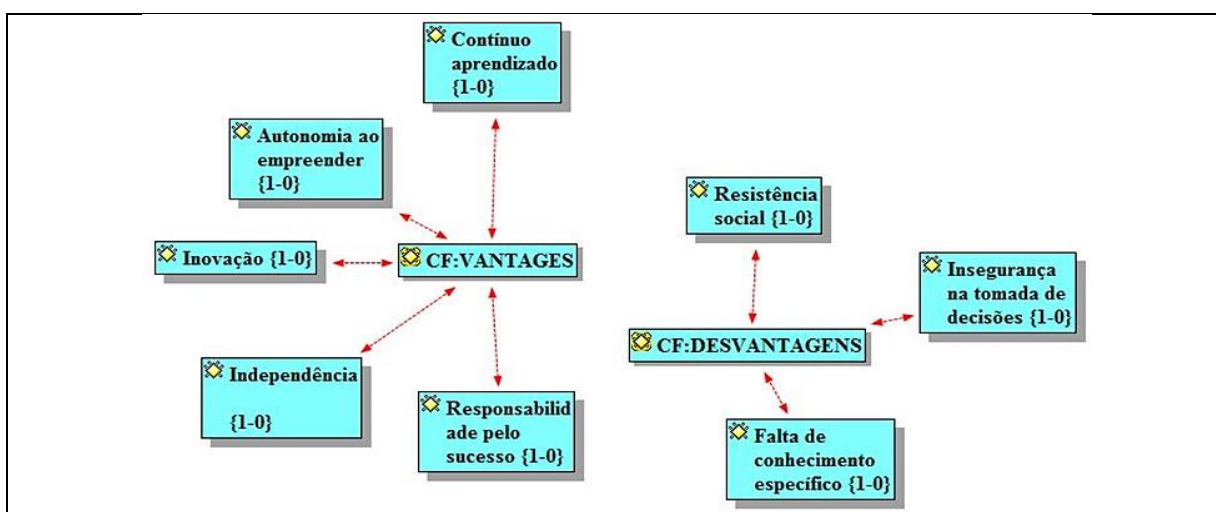 Contínuo
aprendizado
{1-0}
Autonomia ao
empreender
{1-0}
Inovação {1-0}
CF:VANTAGES
Independência
{1-0}
Responsabilid
ade pelo
sucesso {1-0}
Resistência
social {1-0}
Insegurança
na tomada de
decisões {1-0}
CF:DESVANTAGENS
Falta de
conhecimento
específico {1-0}